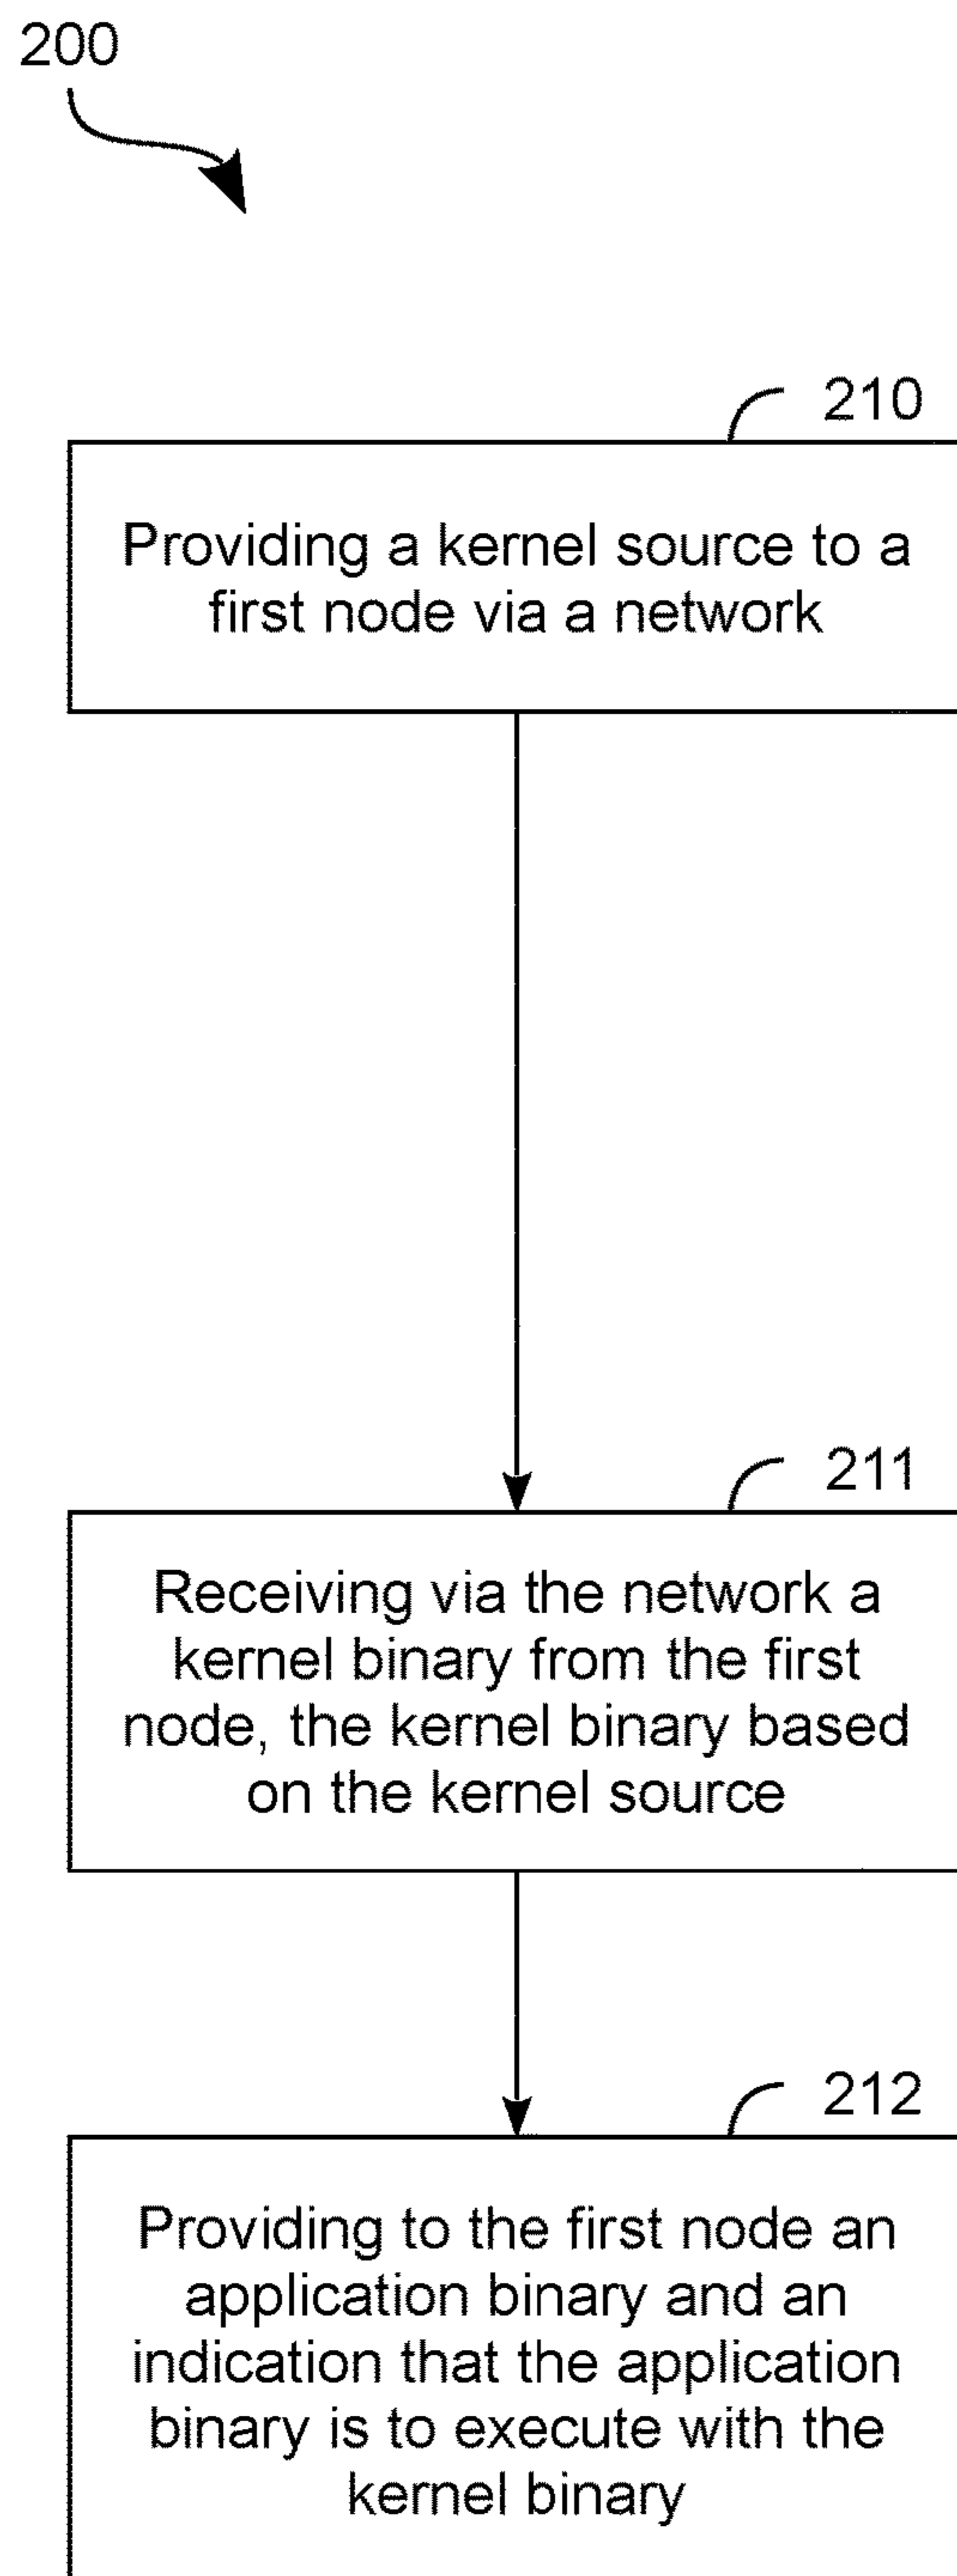 200
210
Providing a kernel source to a
first node via a network
211
Receiving via the network a
kernel binary from the first
node, the kernel binary based
on the kernel source
212
Providing to the first node an
application binary and an
indication that the application
binary is to execute with the
kernel binary